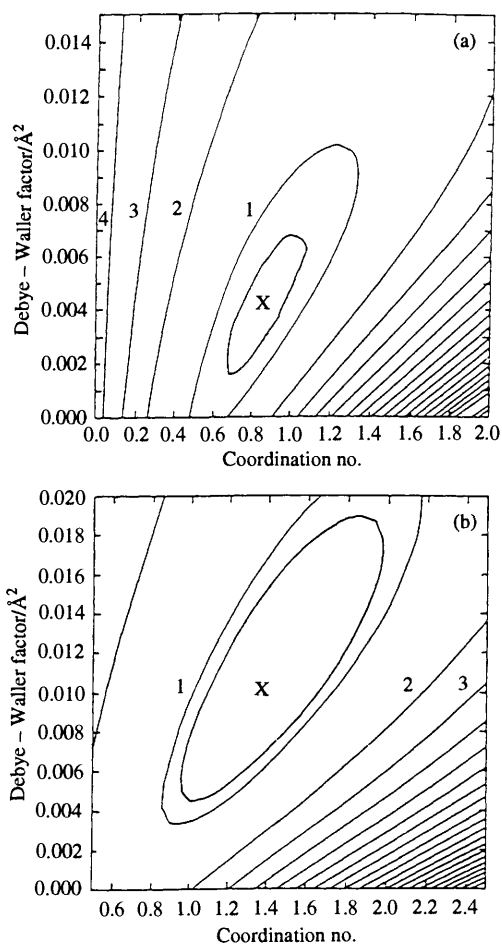 (a)
Debye – Waller factor/Å²
0.014
0.012
0.010
0.008
0.006
0.004
0.002
0.000
4
3
2
1
X
0.0 0.2 0.4 0.6 0.8 1.0 1.2 1.4 1.6 1.8 2.0
Coordination no.
(b)
Debye – Waller factor/Å²
0.020
0.018
0.016
0.014
0.012
0.010
0.008
0.006
0.004
0.002
0.000
1
X
2
3
0.6 0.8 1.0 1.2 1.4 1.6 1.8 2.0 2.2 2.4
Coordination no.